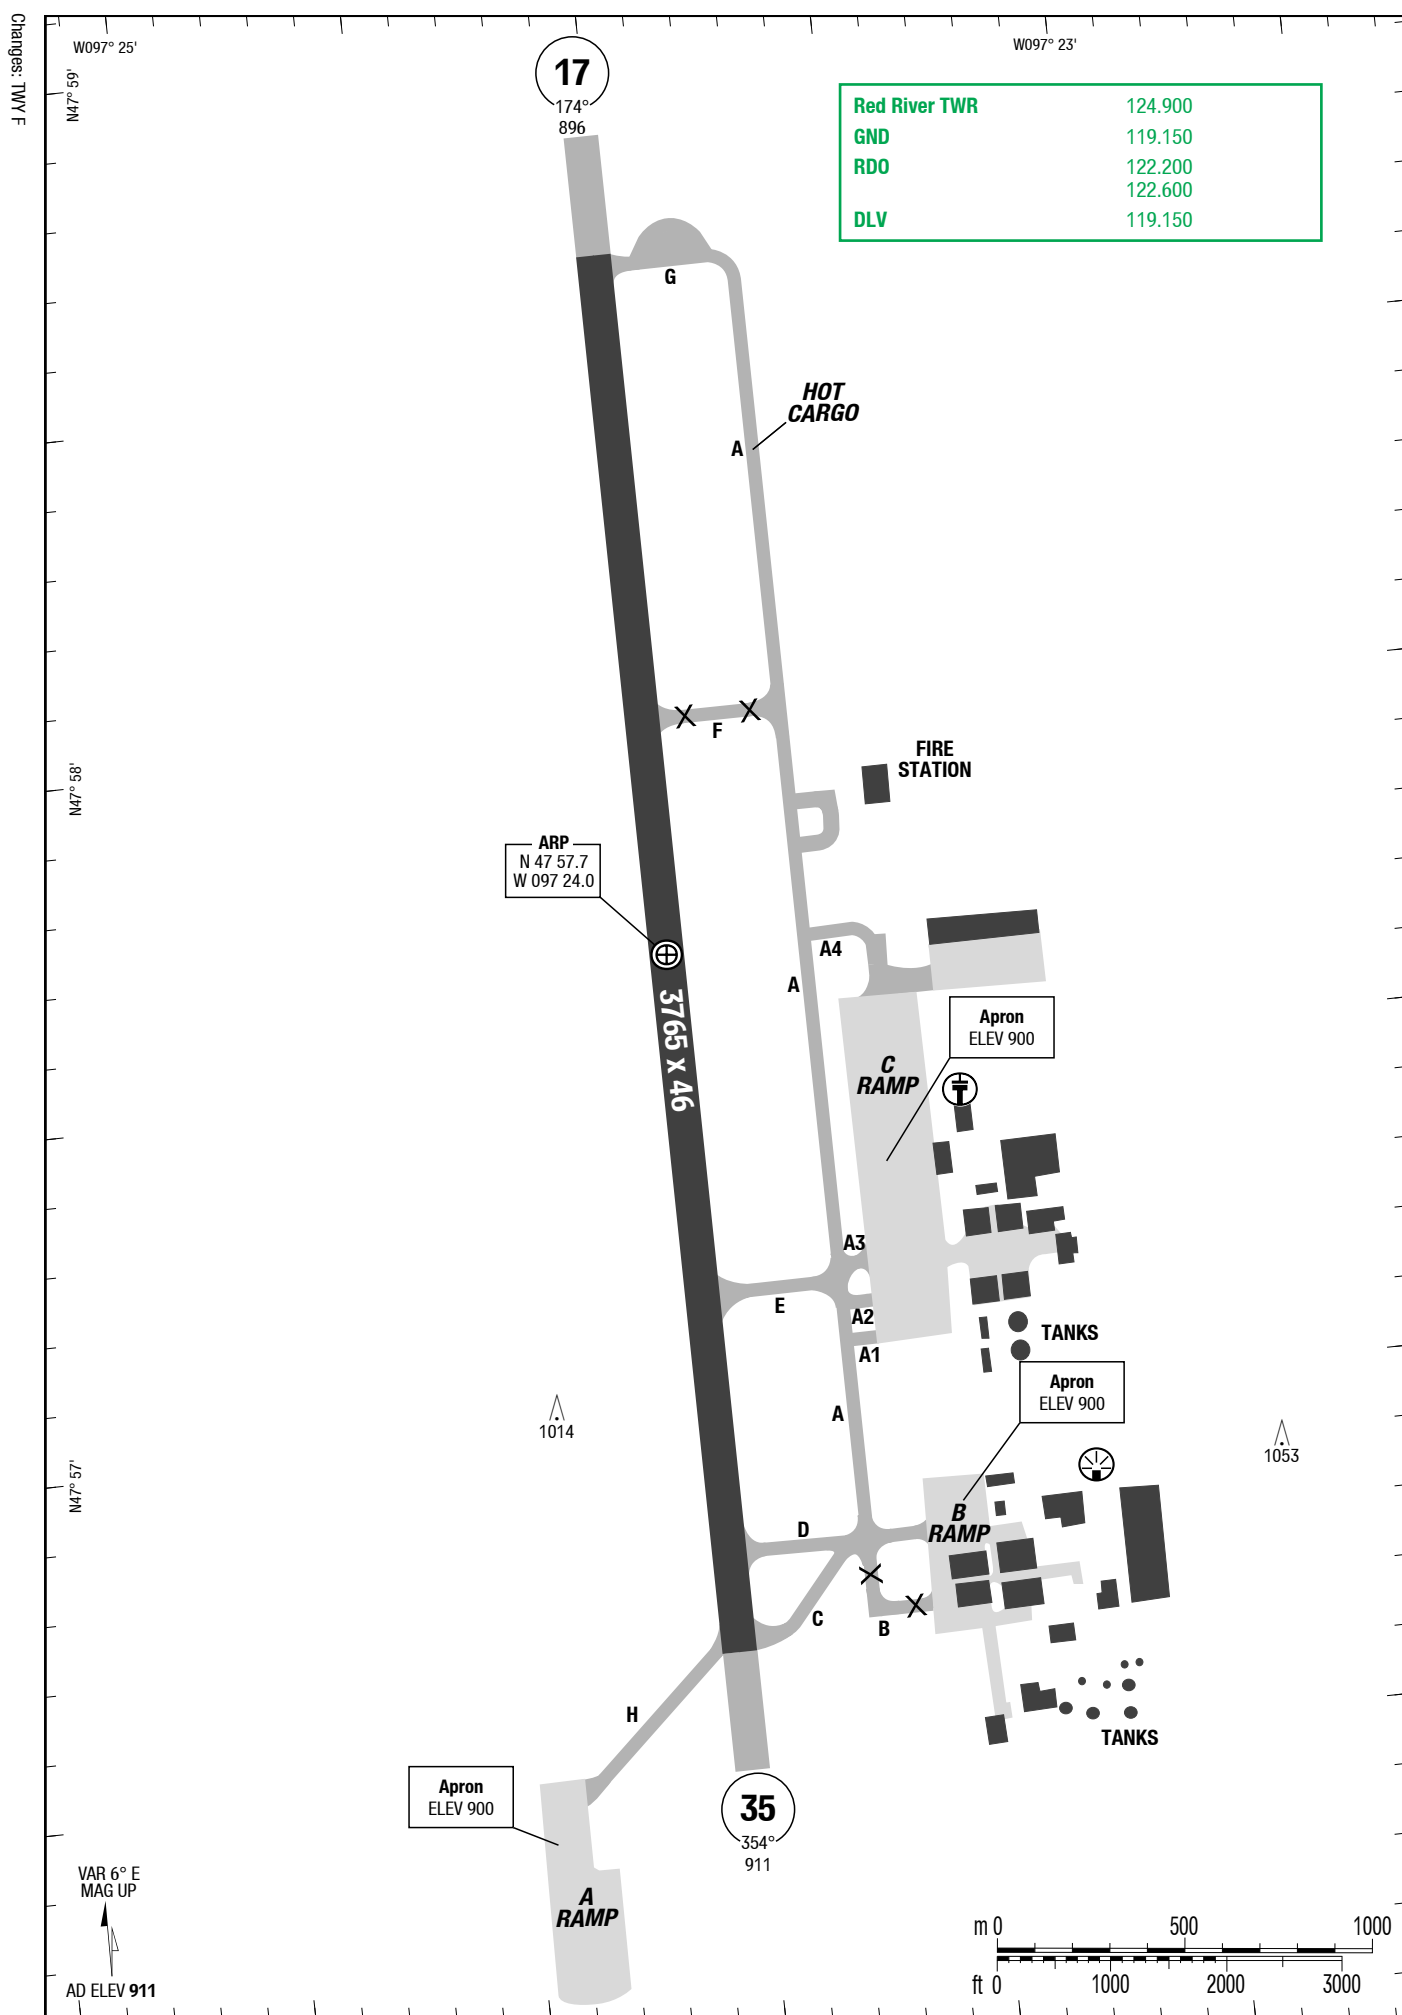 Changes: TWY F
W097° 25'
W097° 23'
N47° 59'
17
174°
896
Red River TWR 124.900
GND 119.150
RDO 122.200
122.600
DLV 119.150
G
HOT
CARGO
A
F
FIRE
STATION
N47° 58'
ARP
N 47 57.7
W 097 24.0
A4
A
3765 x 46
Apron
ELEV 900
C
RAMP
A3
E
A2
TANKS
A1
Apron
ELEV 900
A
1014
1053
N47° 57'
B
RAMP
D
C
B
H
TANKS
Apron
ELEV 900
35
354°
911
A
RAMP
VAR 6° E
MAG UP
AD ELEV 911
m 0 500 1000
ft 0 1000 2000 3000